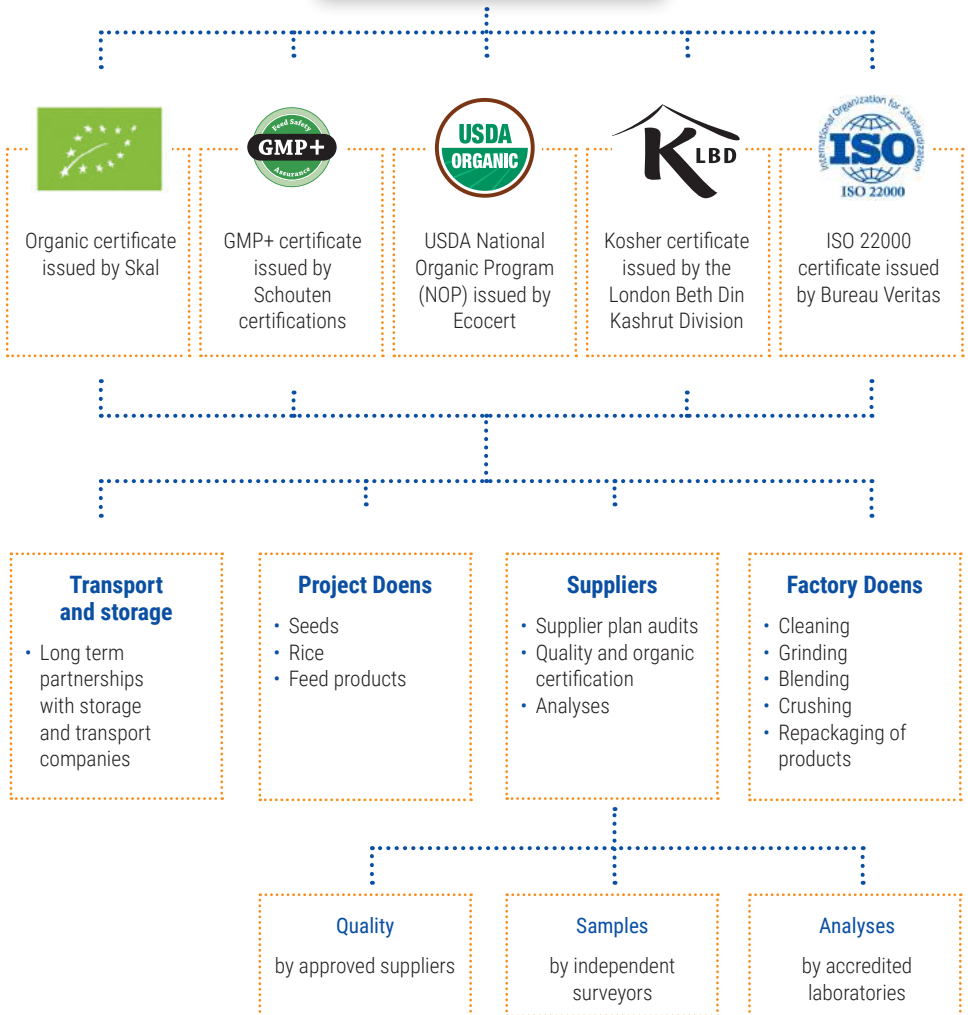 Feed Safety
GMP+
Assurance
USDA
ORGANIC
K LBD
International Organization for Standardization
ISO
ISO 22000
Organic certificate
issued by Skal
GMP+ certificate
issued by
Schouten
certifications
USDA National
Organic Program
(NOP) issued by
Ecocert
Kosher certificate
issued by the
London Beth Din
Kashrut Division
ISO 22000
certificate issued
by Bureau Veritas
Transport
and storage
• Long term
partnerships
with storage
and transport
companies
Project Doens
• Seeds
• Rice
• Feed products
Suppliers
• Supplier plan audits
• Quality and organic
certification
• Analyses
Factory Doens
• Cleaning
• Grinding
• Blending
• Crushing
• Repackaging of
products
Quality
by approved suppliers
Samples
by independent
surveyors
Analyses
by accredited
laboratories